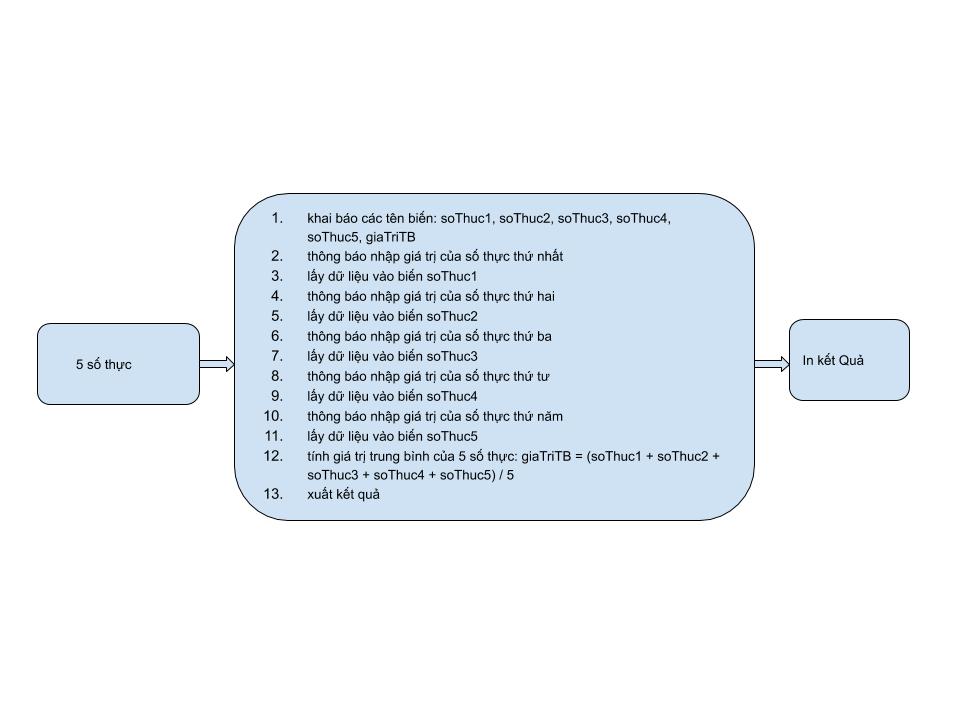 5 số thực
1. khai báo các tên biến: soThuc1, soThuc2, soThuc3, soThuc4,
soThuc5, giaTriTB
2. thông báo nhập giá trị của số thực thứ nhất
3. lấy dữ liệu vào biến soThuc1
4. thông báo nhập giá trị của số thực thứ hai
5. lấy dữ liệu vào biến soThuc2
6. thông báo nhập giá trị của số thực thứ ba
7. lấy dữ liệu vào biến soThuc3
8. thông báo nhập giá trị của số thực thứ tư
9. lấy dữ liệu vào biến soThuc4
10. thông báo nhập giá trị của số thực thứ năm
11. lấy dữ liệu vào biến soThuc5
12. tính giá trị trung bình của 5 số thực: giaTriTB = (soThuc1 + soThuc2 +
soThuc3 + soThuc4 + soThuc5) / 5
13. xuất kết quả
In kết Quả